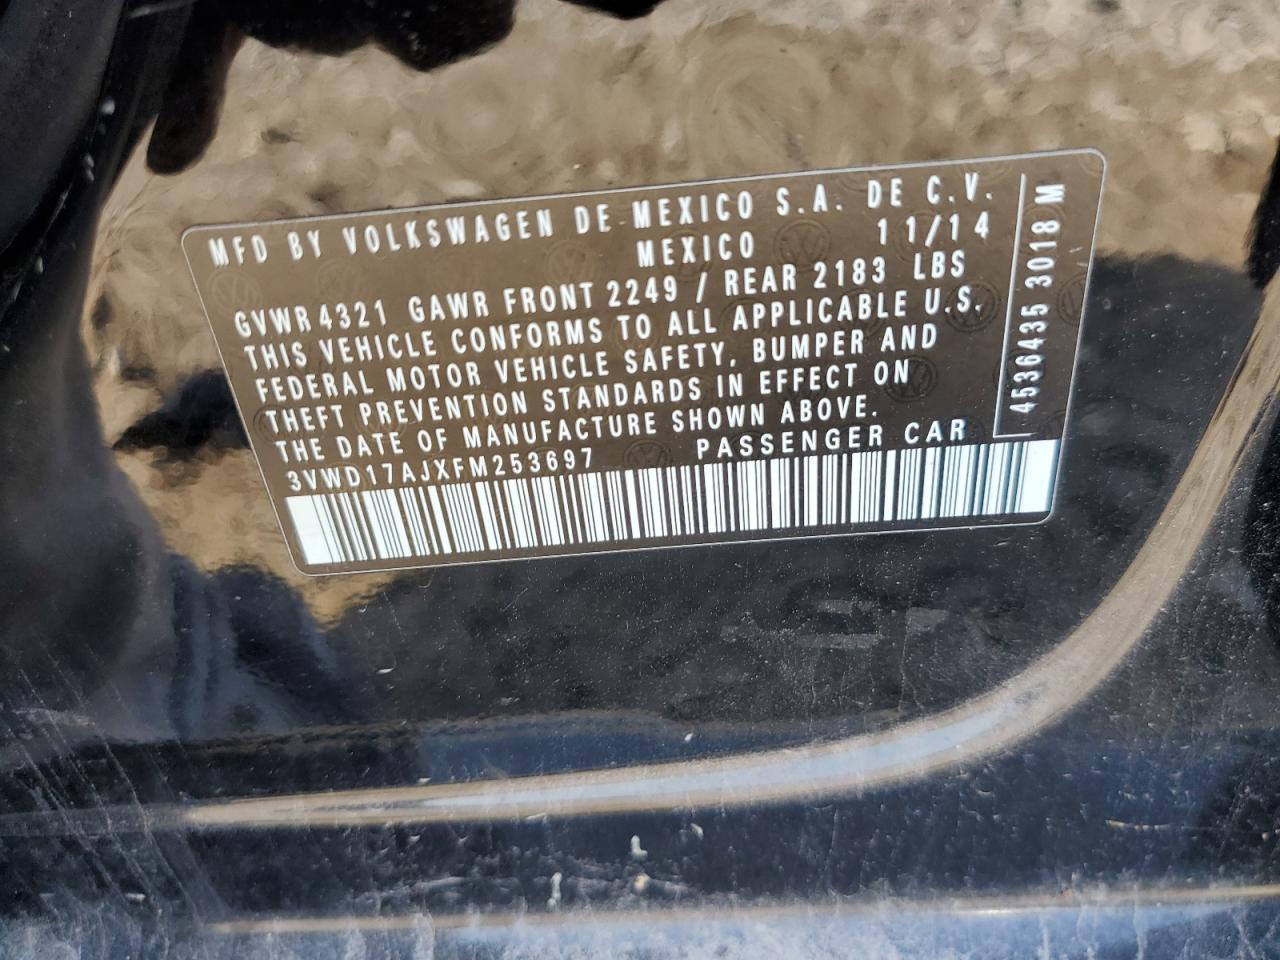 MFD BY VOLKSWAGEN DE MEXICO S.A. DE C.V.
MEXICO 11/14
GVWR 4321 GAWR FRONT 2249 / REAR 2183 LBS
THIS VEHICLE CONFORMS TO ALL APPLICABLE U.S.
FEDERAL MOTOR VEHICLE SAFETY, BUMPER AND
THEFT PREVENTION STANDARDS IN EFFECT ON
THE DATE OF MANUFACTURE SHOWN ABOVE.
3VWD17AJXFM253697 PASSENGER CAR
4536435 3018 M